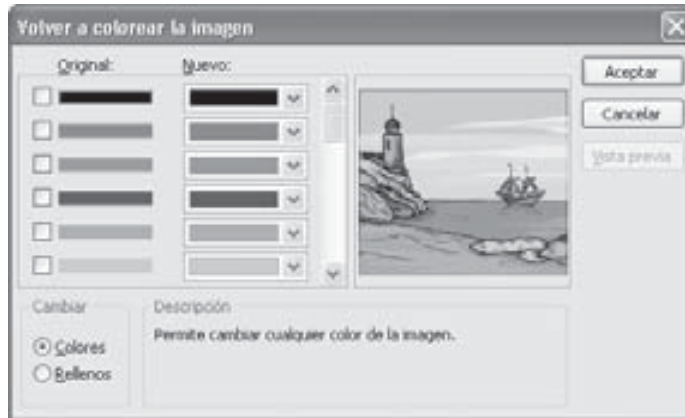 Volver a colorear la imagen
Original:
Nuevo:
Aceptar
Cancelar
Vista previa
Cambiar
Colores
Rellenos
Descripción
Permite cambiar cualquier color de la imagen.